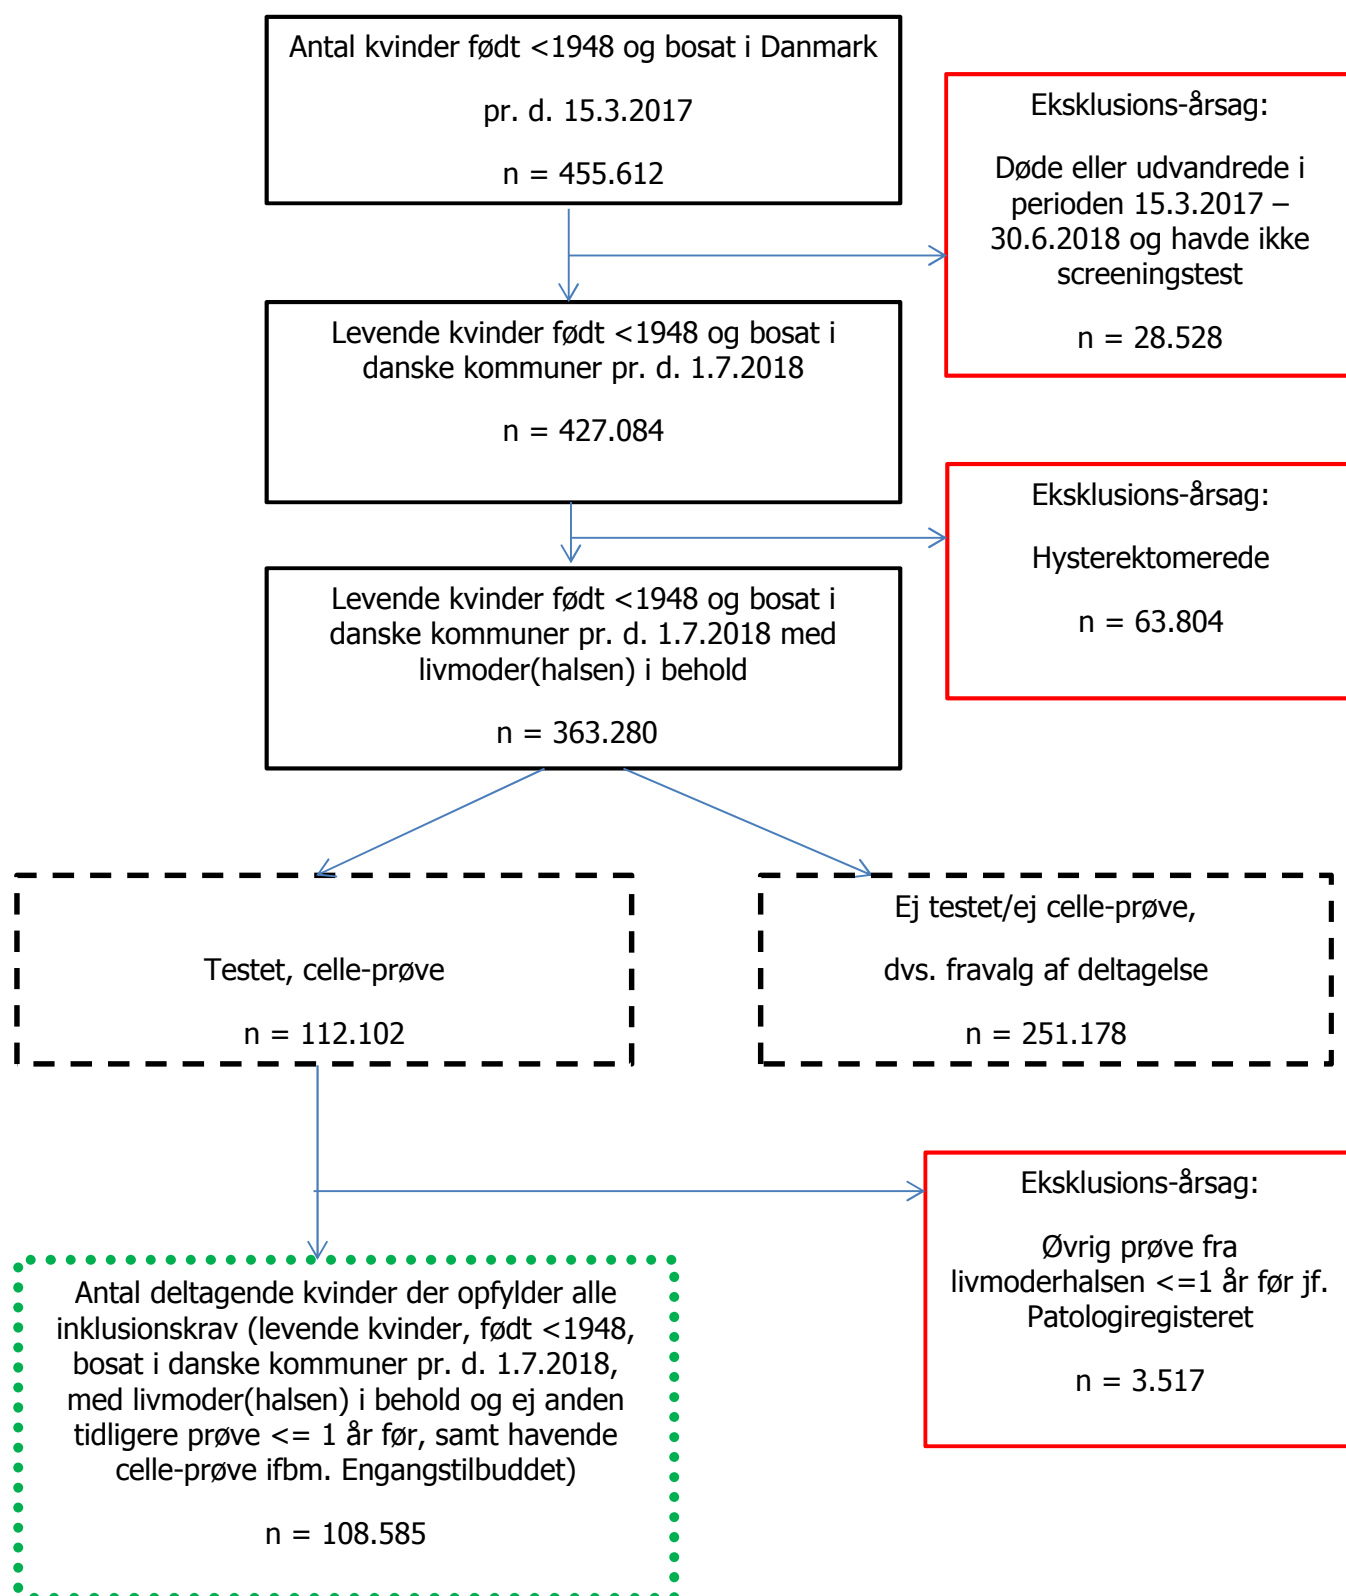 Antal kvinder født <1948 og bosat i Danmark
pr. d. 15.3.2017
n = 455.612
Eksklusions-årsag:
Døde eller udvandrede i
perioden 15.3.2017 –
30.6.2018 og havde ikke
screeningstest
n = 28.528
Levende kvinder født <1948 og bosat i
danske kommuner pr. d. 1.7.2018
n = 427.084
Eksklusions-årsag:
Hysterektomerede
n = 63.804
Levende kvinder født <1948 og bosat i
danske kommuner pr. d. 1.7.2018 med
livmoder(halsen) i behold
n = 363.280
Testet, celle-prøve
n = 112.102
Ej testet/ej celle-prøve,
dvs. fravalg af deltagelse
n = 251.178
Eksklusions-årsag:
Øvrig prøve fra
livmoderhalsen <=1 år før jf.
Patologiregisteret
n = 3.517
Antal deltagende kvinder der opfylder alle
inklusionskrav (levende kvinder, født <1948,
bosat i danske kommuner pr. d. 1.7.2018,
med livmoder(halsen) i behold og ej anden
tidligere prøve <= 1 år før, samt havende
celle-prøve ifbm. Engangstilbuddet)
n = 108.585